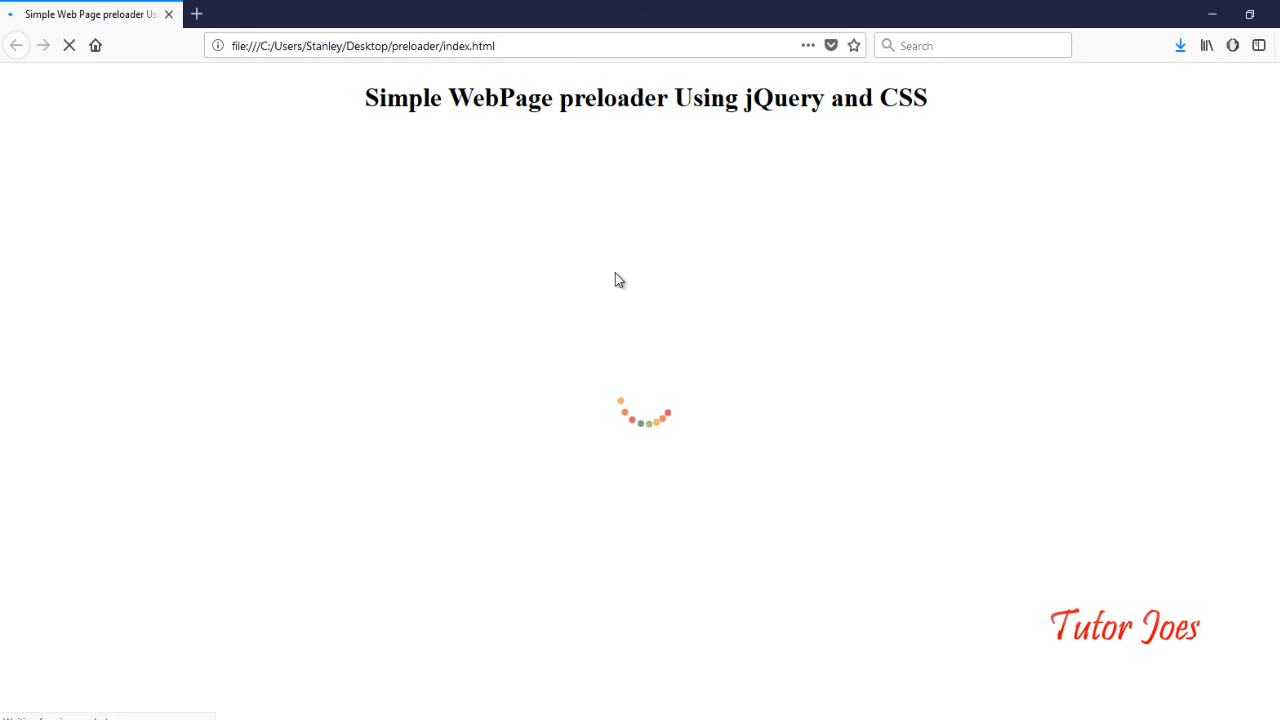 Simple Web Page preloader Us
file:///C:/Users/Stanley/Desktop/preloader/index.html
Search
Simple WebPage preloader Using jQuery and CSS
Tutor Joes